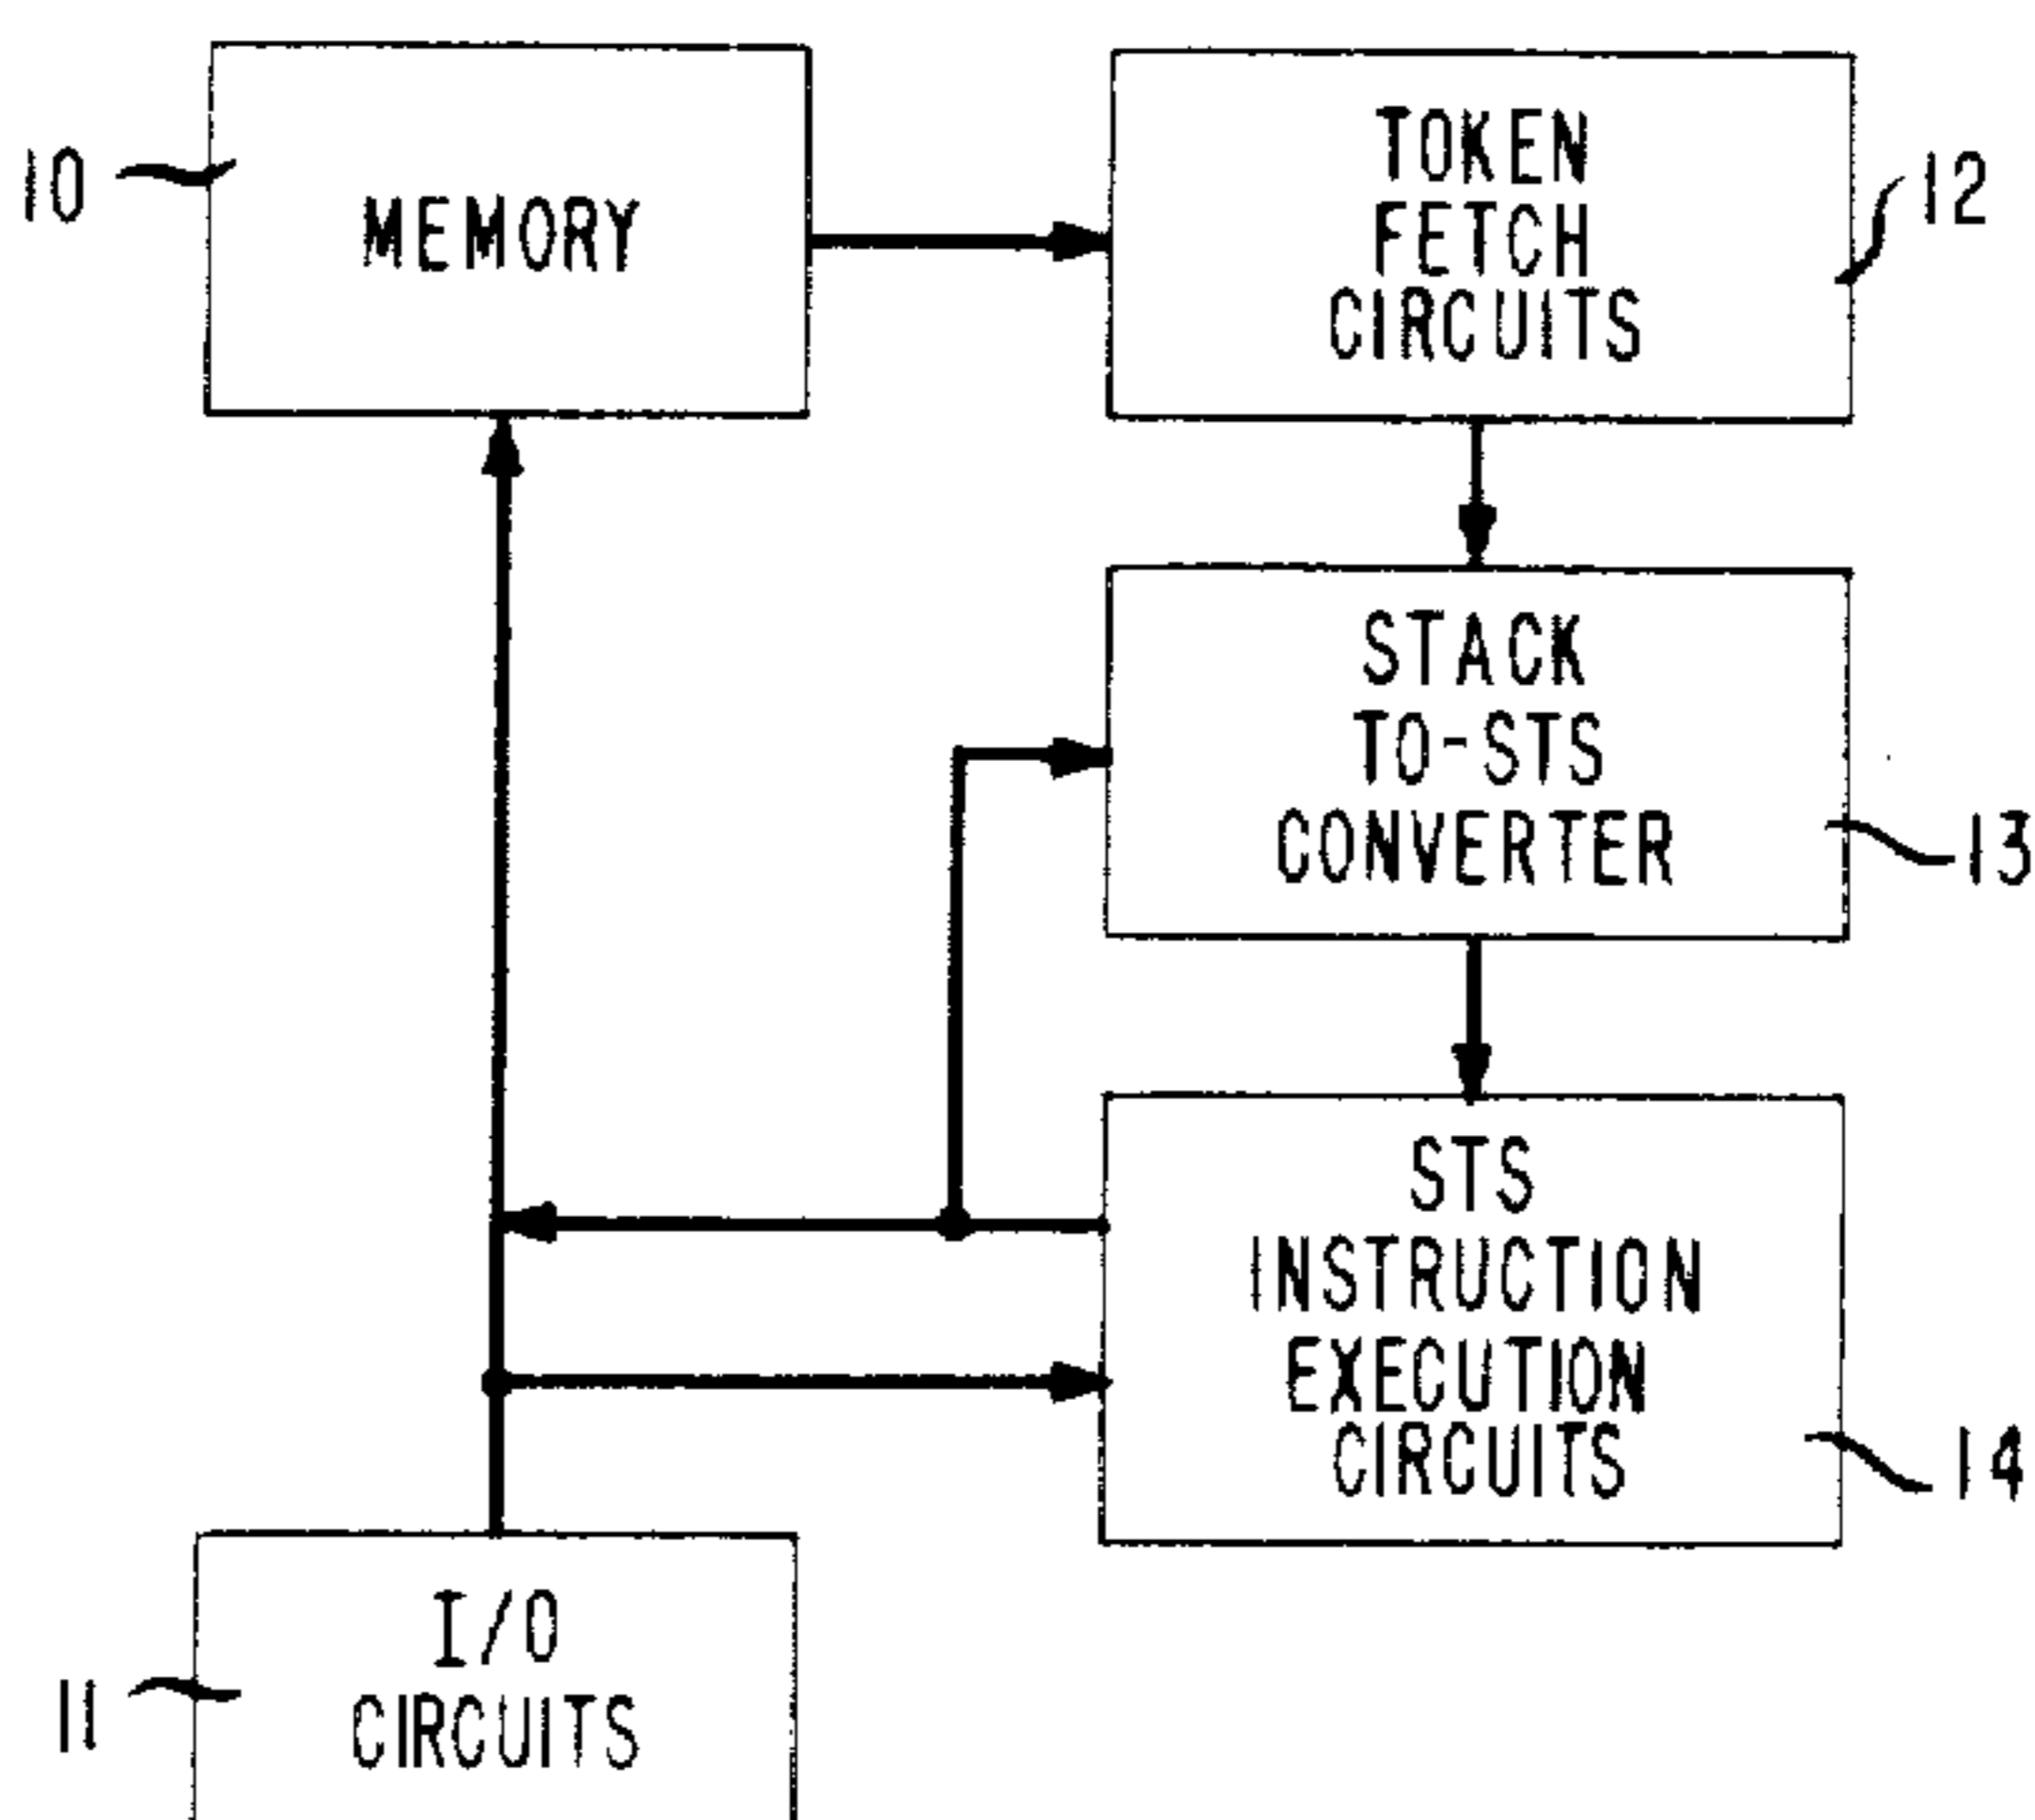 10
MEMORY
TOKEN
FETCH
CIRCUITS
12
STACK
TO-STS
CONVERTER
13
STS
INSTRUCTION
EXECUTION
CIRCUITS
14
I/O
CIRCUITS
11